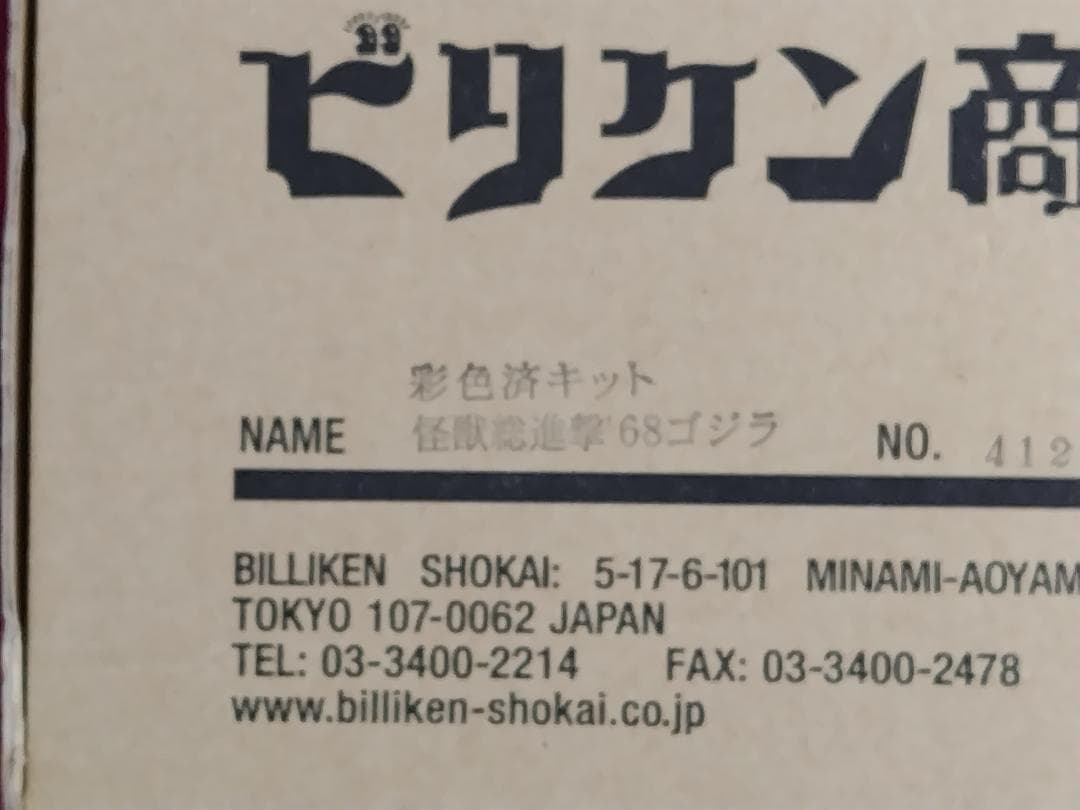 ビリケン商
彩色済キット
NAME 怪獣総進撃'68ゴジラ NO. 412
BILLIKEN SHOKAI: 5-17-6-101 MINAMI-AOYAM
TOKYO 107-0062 JAPAN
TEL: 03-3400-2214 FAX: 03-3400-2478
www.billiken-shokai.co.jp